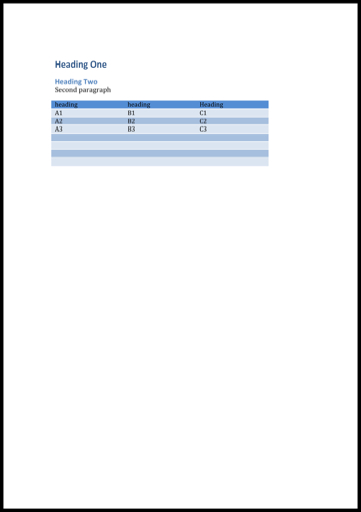 Heading One
Heading Two
Second paragraph
heading heading Heading
A1 B1 C1
A2 B2 C2
A3 B3 C3